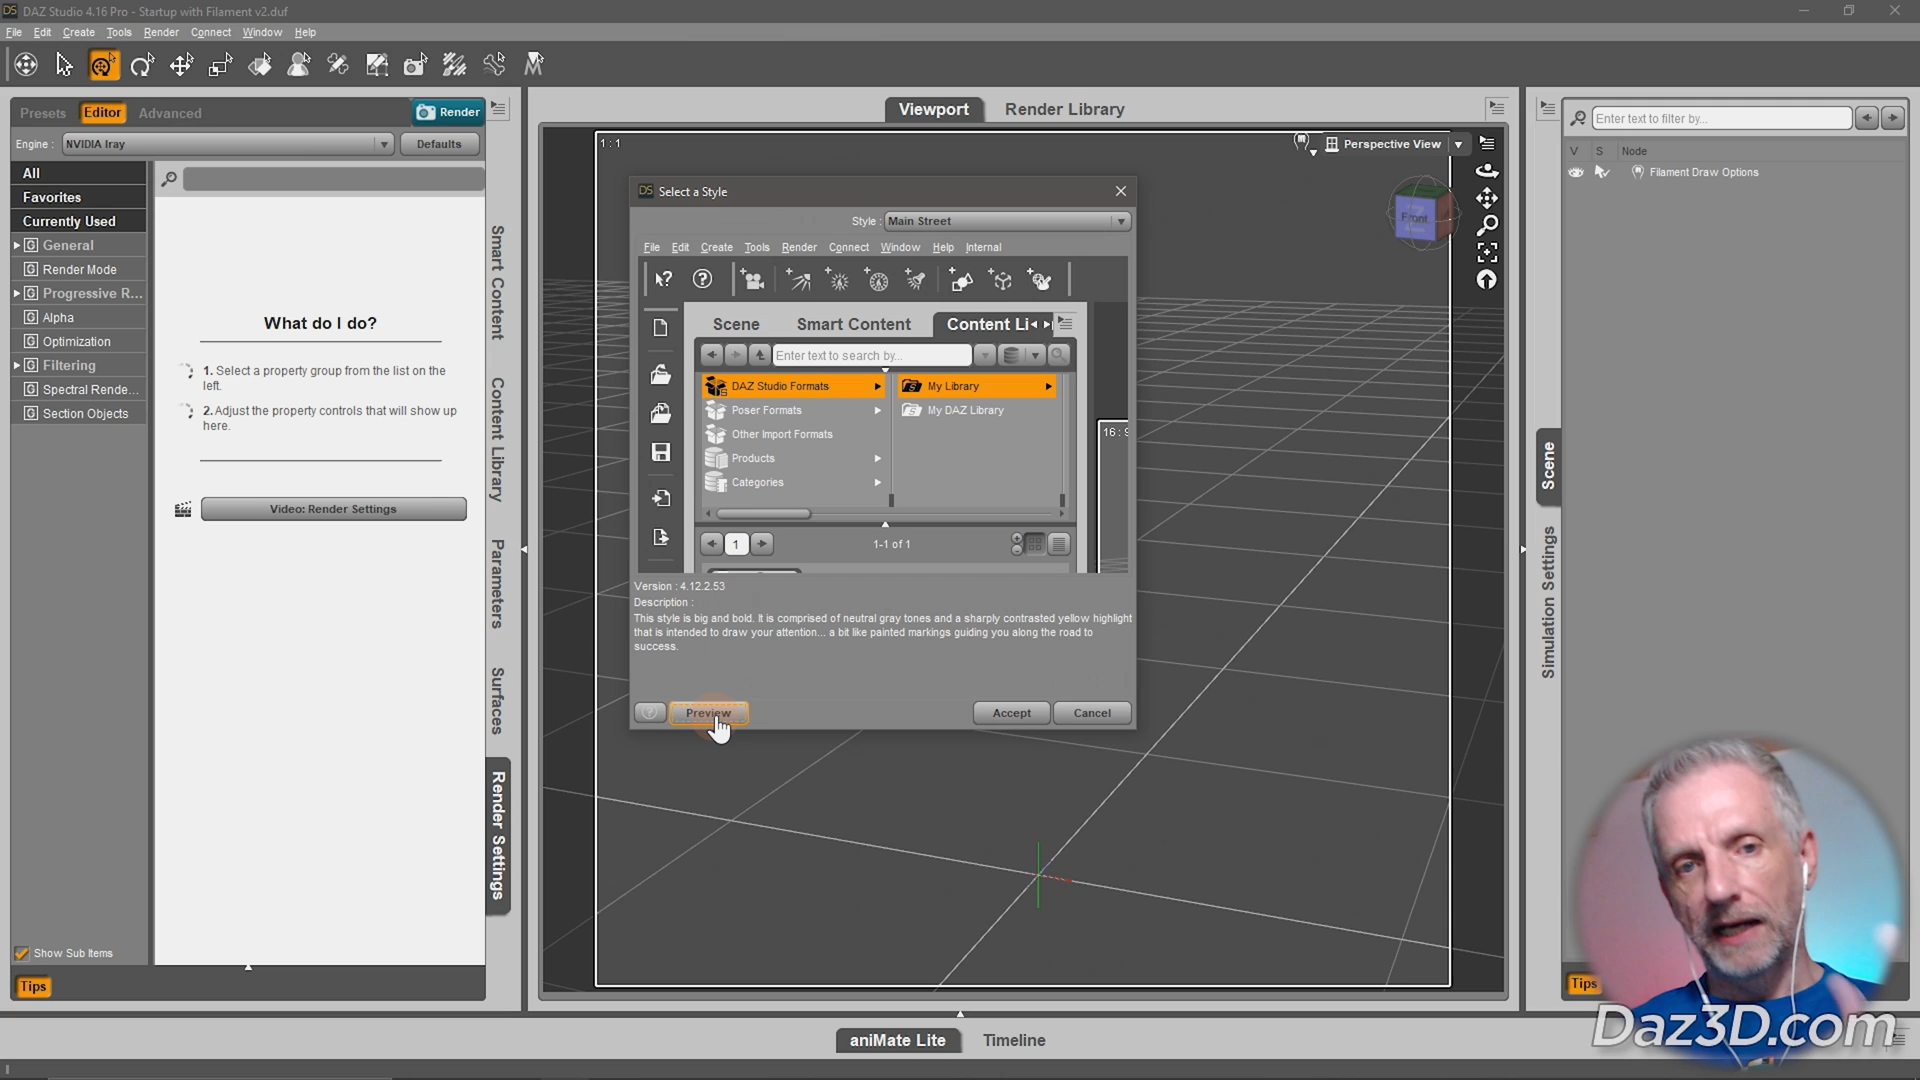 DAZ Studio 4.16 Pro - Startup with Filament v2.duf
File Edit Create Tools Render Connect Window Help
Presets Editor Advanced Render
Engine : NVIDIA Iray Defaults
All
Favorites
Currently Used
General
Render Mode
Progressive R...
Alpha
Optimization
Filtering
Spectral Rende...
Section Objects
What do I do?
1. Select a property group from the list on the
left.
2. Adjust the property controls that will show up
here.
Video: Render Settings
Show Sub Items
Tips
Smart Content
Content Library
Parameters
Surfaces
Render Settings
Viewport Render Library
1 : 1
Perspective View
Front
Select a Style
Style : Main Street
File Edit Create Tools Render Connect Window Help Internal
Scene Smart Content Content Li
Enter text to search by...
DAZ Studio Formats
Poser Formats
Other Import Formats
Products
Categories
My Library
My DAZ Library
16 : 9
1 1-1 of 1
Version : 4.12.2.53
Description :
This style is big and bold. It is comprised of neutral gray tones and a sharply contrasted yellow highlight
that is intended to draw your attention... a bit like painted markings guiding you along the road to
success.
Preview Accept Cancel
aniMate Lite Timeline
Scene
Simulation Settings
Enter text to filter by...
V S Node
Filament Draw Options
Tips
Daz3D.com